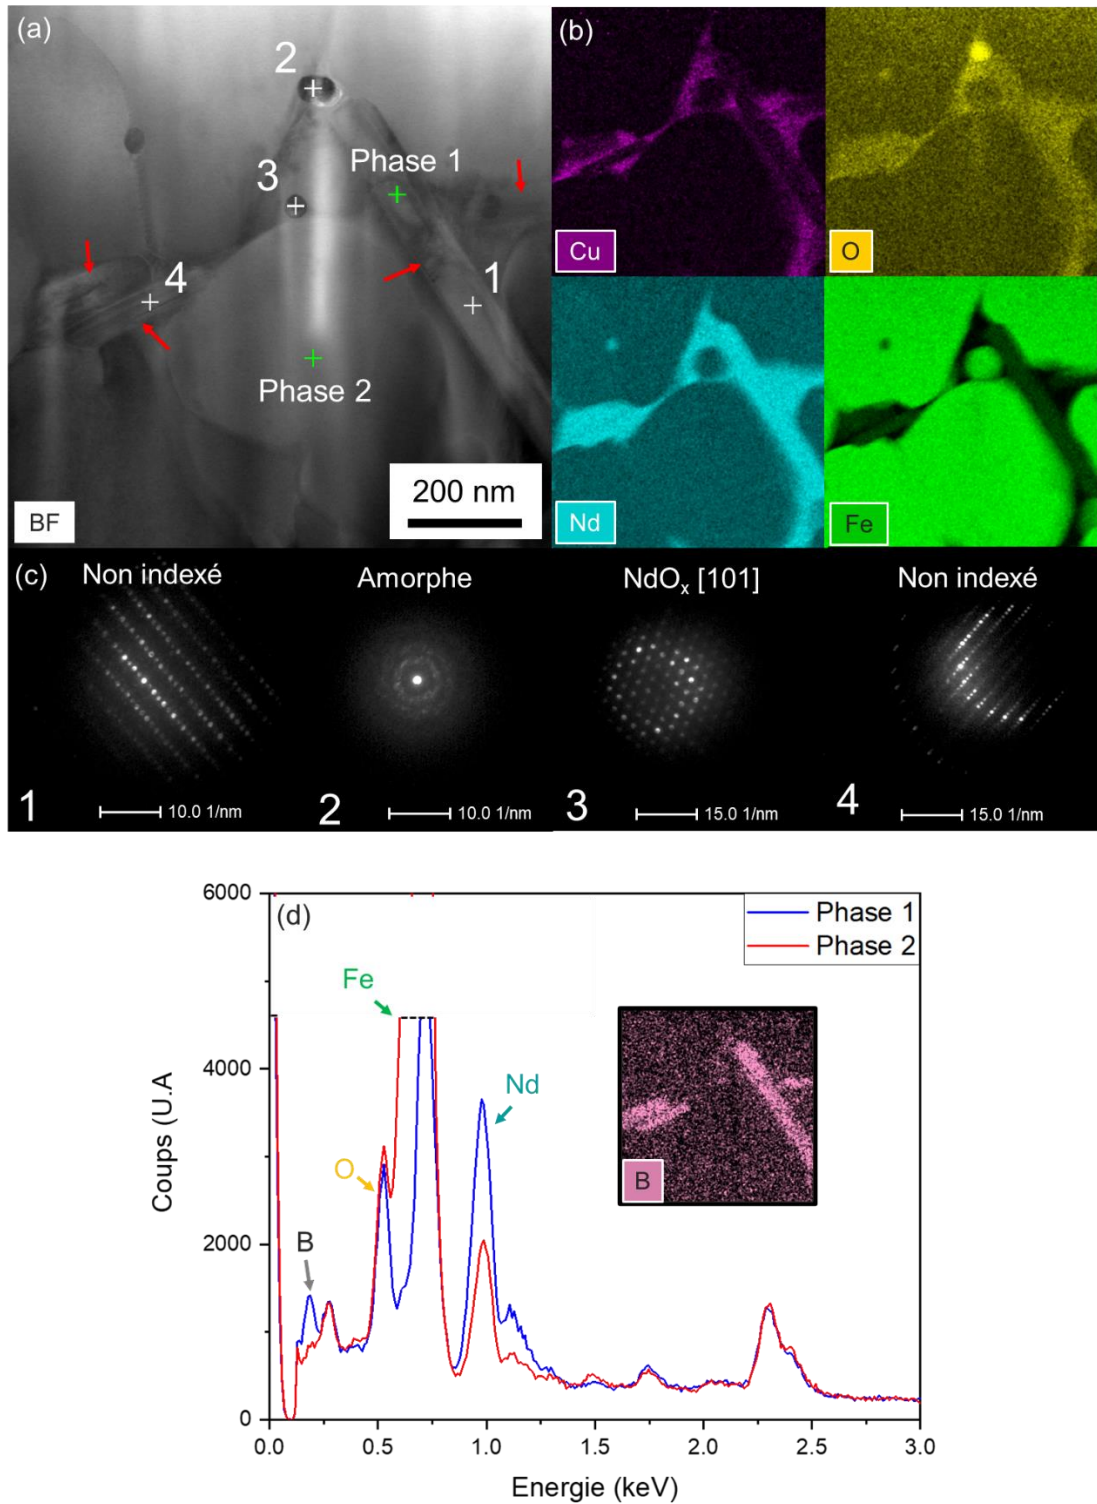 (a)
2
Phase 1
3
4
1
Phase 2
200 nm
BF
(b)
Cu
O
Nd
Fe
(c)
Non indexé
Amorphe
NdOx [101]
Non indexé
1
10.0 1/nm
2
10.0 1/nm
3
15.0 1/nm
4
15.0 1/nm
6000
(d)
Phase 1
Phase 2
Fe
4000
Nd
Coups (U.A
O
B
B
2000
0
0.0
0.5
1.0
1.5
2.0
2.5
3.0
Energie (keV)